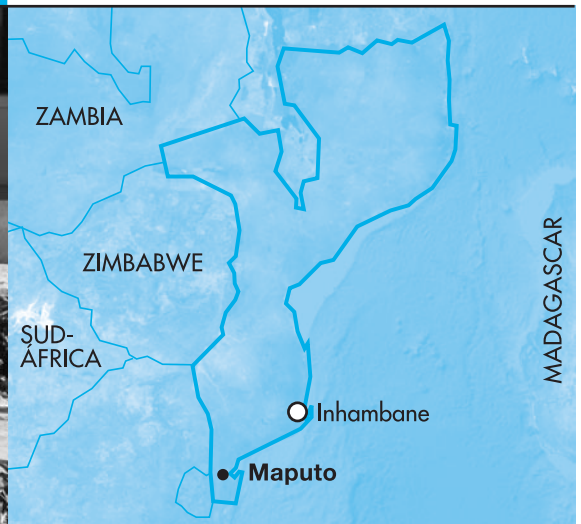 ZAMBIA
ZIMBABWE
MADAGASCAR
SUD-
ÁFRICA
Inhambane
Maputo